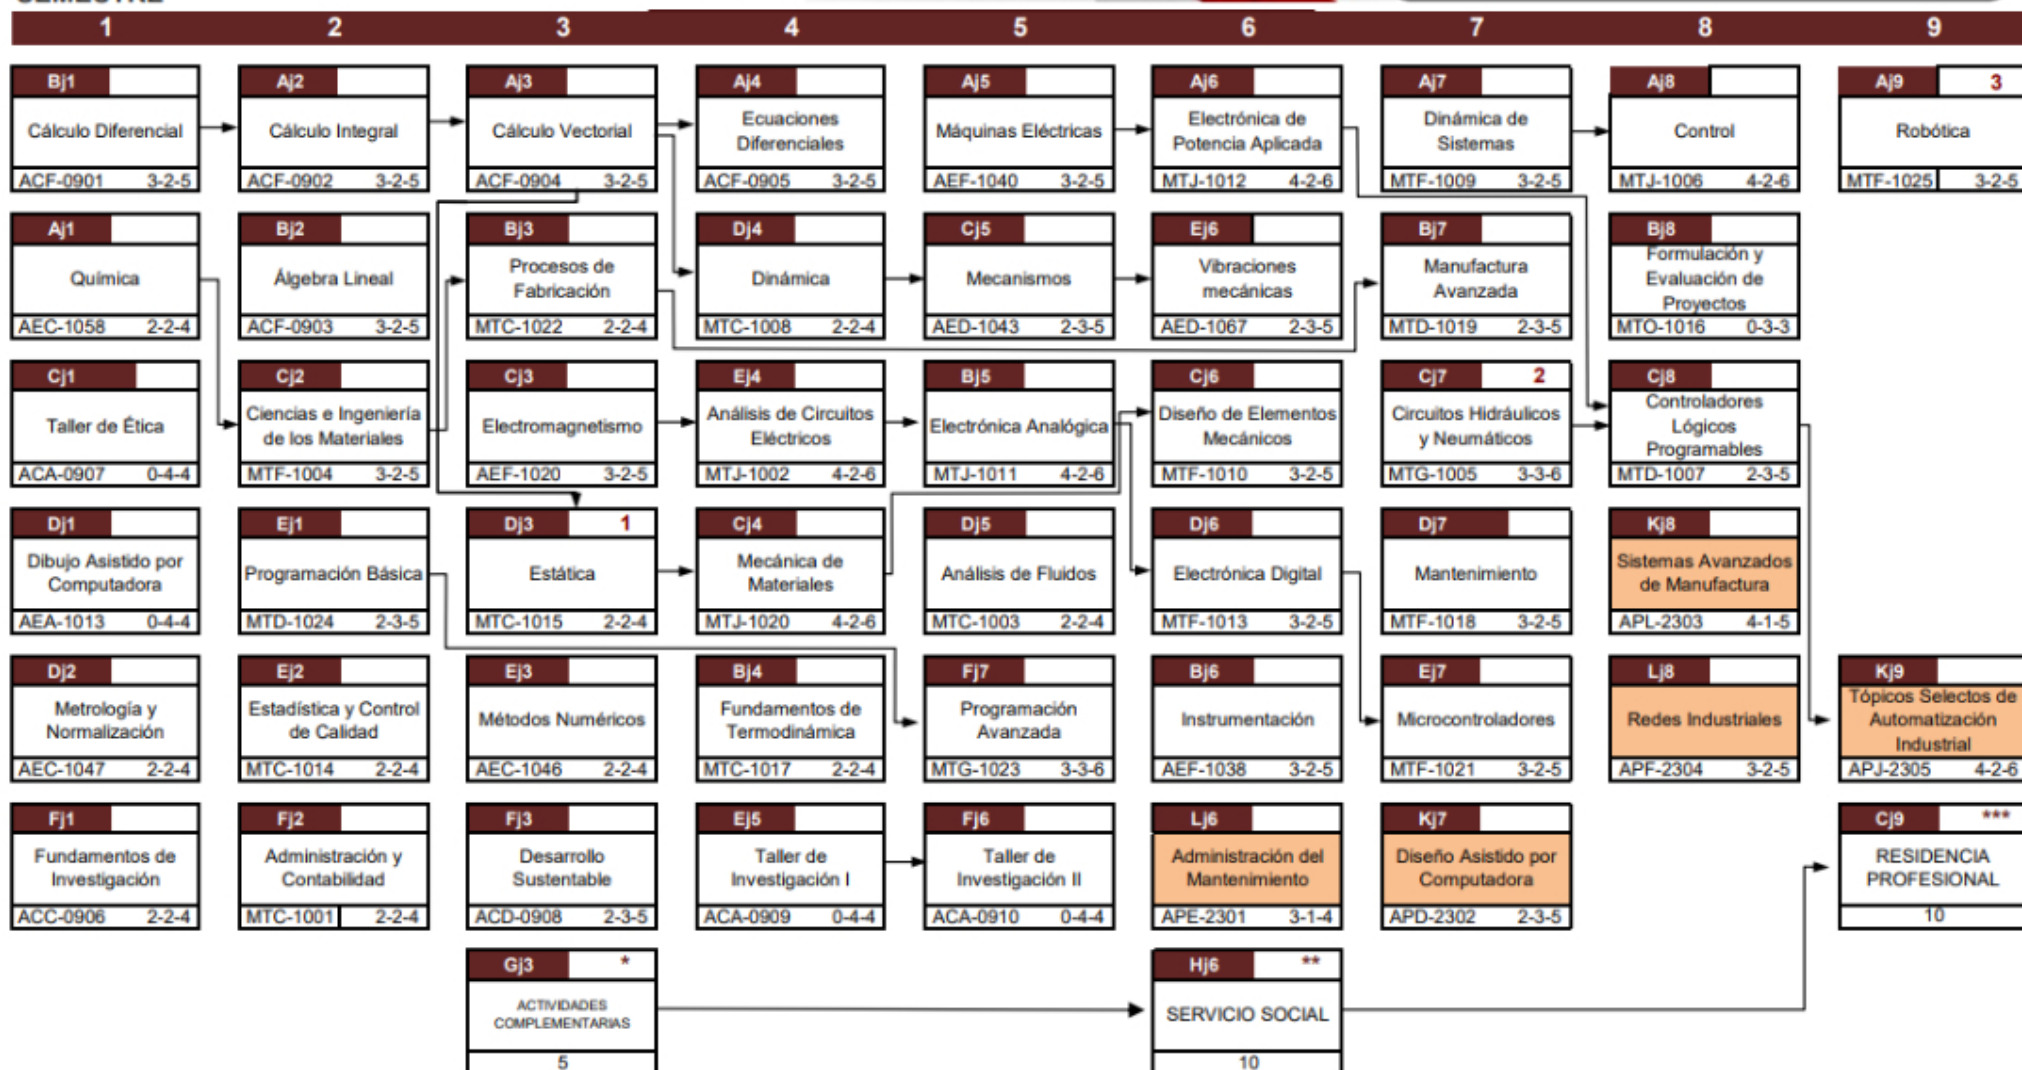 SEMESTRE
1 2 3 4 5 6 7 8 9
Bj1 Aj2 Aj3 Aj4 Aj5 Aj6 Aj7 Aj8 Aj9 3
Cálculo Diferencial
ACF-0901 3-2-5
Cálculo Integral
ACF-0902 3-2-5
Cálculo Vectorial
ACF-0904 3-2-5
Ecuaciones
Diferenciales
ACF-0905 3-2-5
Máquinas Eléctricas
AEF-1040 3-2-5
Electrónica de
Potencia Aplicada
MTJ-1012 4-2-6
Dinámica de
Sistemas
MTF-1009 3-2-5
Control
MTJ-1006 4-2-6
Robótica
MTF-1025 3-2-5
Aj1
Química
AEC-1058 2-2-4
Bj2
Álgebra Lineal
ACF-0903 3-2-5
Bj3
Procesos de
Fabricación
MTC-1022 2-2-4
Dj4
Dinámica
MTC-1008 2-2-4
Cj5
Mecanismos
AED-1043 2-3-5
Ej6
Vibraciones
mecánicas
AED-1067 2-3-5
Bj7
Manufactura
Avanzada
MTD-1019 2-3-5
Bj8
Formulación y
Evaluación de
Proyectos
MTO-1016 0-3-3
Cj1
Taller de Ética
ACA-0907 0-4-4
Cj2
Ciencias e Ingeniería
de los Materiales
MTF-1004 3-2-5
Cj3
Electromagnetismo
AEF-1020 3-2-5
Ej4
Análisis de Circuitos
Eléctricos
MTJ-1002 4-2-6
Bj5
Electrónica Analógica
MTJ-1011 4-2-6
Cj6
Diseño de Elementos
Mecánicos
MTF-1010 3-2-5
Cj7 2
Circuitos Hidráulicos
y Neumáticos
MTG-1005 3-3-6
Cj8
Controladores
Lógicos
Programables
MTD-1007 2-3-5
Dj1
Dibujo Asistido por
Computadora
AEA-1013 0-4-4
Ej1
Programación Básica
MTD-1024 2-3-5
Dj3 1
Estática
MTC-1015 2-2-4
Cj4
Mecánica de
Materiales
MTJ-1020 4-2-6
Dj5
Análisis de Fluidos
MTC-1003 2-2-4
Dj6
Electrónica Digital
MTF-1013 3-2-5
Dj7
Mantenimiento
MTF-1018 3-2-5
Kj8
Sistemas Avanzados
de Manufactura
APL-2303 4-1-5
Dj2
Metrología y
Normalización
AEC-1047 2-2-4
Ej2
Estadística y Control
de Calidad
MTC-1014 2-2-4
Ej3
Métodos Numéricos
AEC-1046 2-2-4
Bj4
Fundamentos de
Termodinámica
MTC-1017 2-2-4
Fj7
Programación
Avanzada
MTG-1023 3-3-6
Bj6
Instrumentación
AEF-1038 3-2-5
Ej7
Microcontroladores
MTF-1021 3-2-5
Lj8
Redes Industriales
APF-2304 3-2-5
Kj9
Tópicos Selectos de
Automatización
Industrial
APJ-2305 4-2-6
Fj1
Fundamentos de
Investigación
ACC-0906 2-2-4
Fj2
Administración y
Contabilidad
MTC-1001 2-2-4
Fj3
Desarrollo
Sustentable
ACD-0908 2-3-5
Ej5
Taller de
Investigación I
ACA-0909 0-4-4
Fj6
Taller de
Investigación II
ACA-0910 0-4-4
Lj6
Administración del
Mantenimiento
APE-2301 3-1-4
Kj7
Diseño Asistido por
Computadora
APD-2302 2-3-5
Cj9 ***
RESIDENCIA
PROFESIONAL
10
Gj3 *
ACTIVIDADES
COMPLEMENTARIAS
5
Hj6 **
SERVICIO SOCIAL
10